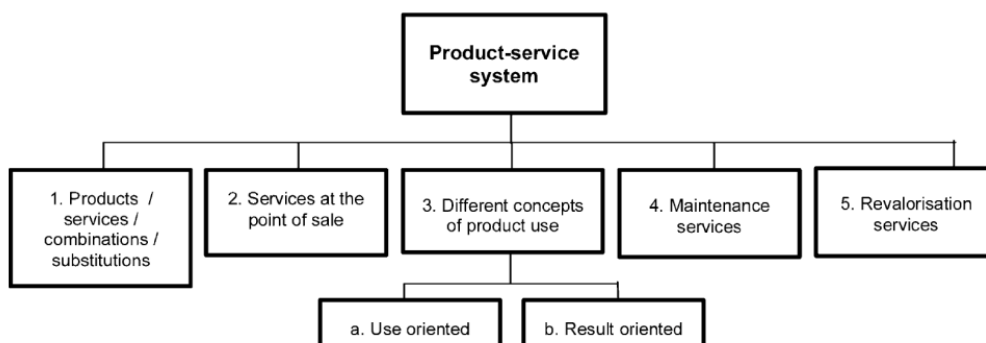 Product-service
system
1. Products /
services /
combinations /
substitutions
2. Services at the
point of sale
3. Different concepts
of product use
4. Maintenance
services
5. Revalorisation
services
a. Use oriented
b. Result oriented